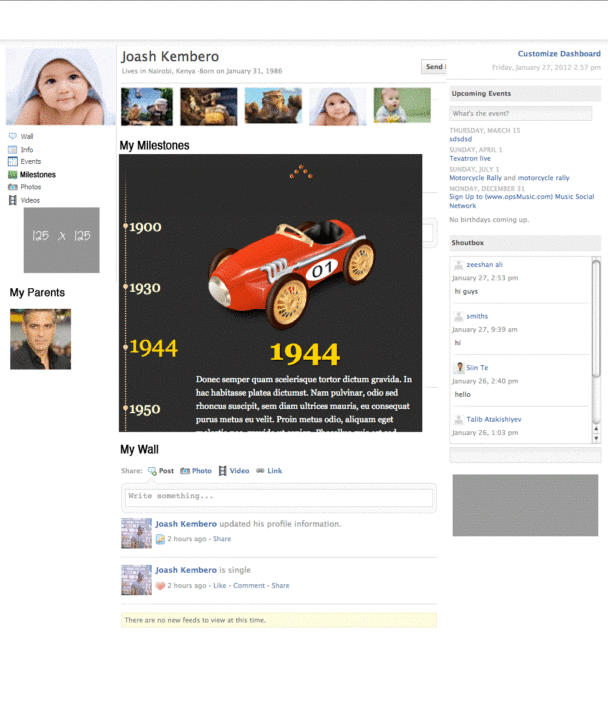 Joash Kembero
Lives in Nairobi, Kenya -Born on January 31, 1986
Send
Customize Dashboard
Friday, January 27, 2012 2:57 pm
Wall
Info
Events
Milestones
Photos
Videos
125 x 125
My Parents
My Milestones
1900
1930
1944
1950
01
1944
Donec semper quam scelerisque tortor dictum gravida. In
hac habitasse platea dictumst. Nam pulvinar, odio sed
rhoncus suscipit, sem diam ultrices mauris, eu consequat
purus metus eu velit. Proin metus odio, aliquam eget
My Wall
Share: Post Photo Video Link
Write something...
Joash Kembero updated his profile information.
2 hours ago - Share
Joash Kembero is single
2 hours ago - Like - Comment - Share
There are no new feeds to view at this time.
Upcoming Events
What's the event?
THURSDAY, MARCH 15
sdsdsd
SUNDAY, APRIL 1
Tevatron live
SUNDAY, JULY 1
Motorcycle Rally and motorcycle rally
MONDAY, DECEMBER 31
Sign Up to (www.opsMusic.com) Music Social
Network
No birthdays coming up.
Shoutbox
zeeshan ali
January 27, 2:53 pm
hi guys
smiths
January 27, 9:39 am
hi
Siin Te
January 26, 2:40 pm
hello
Talib Atakishiyev
January 26, 1:03 pm